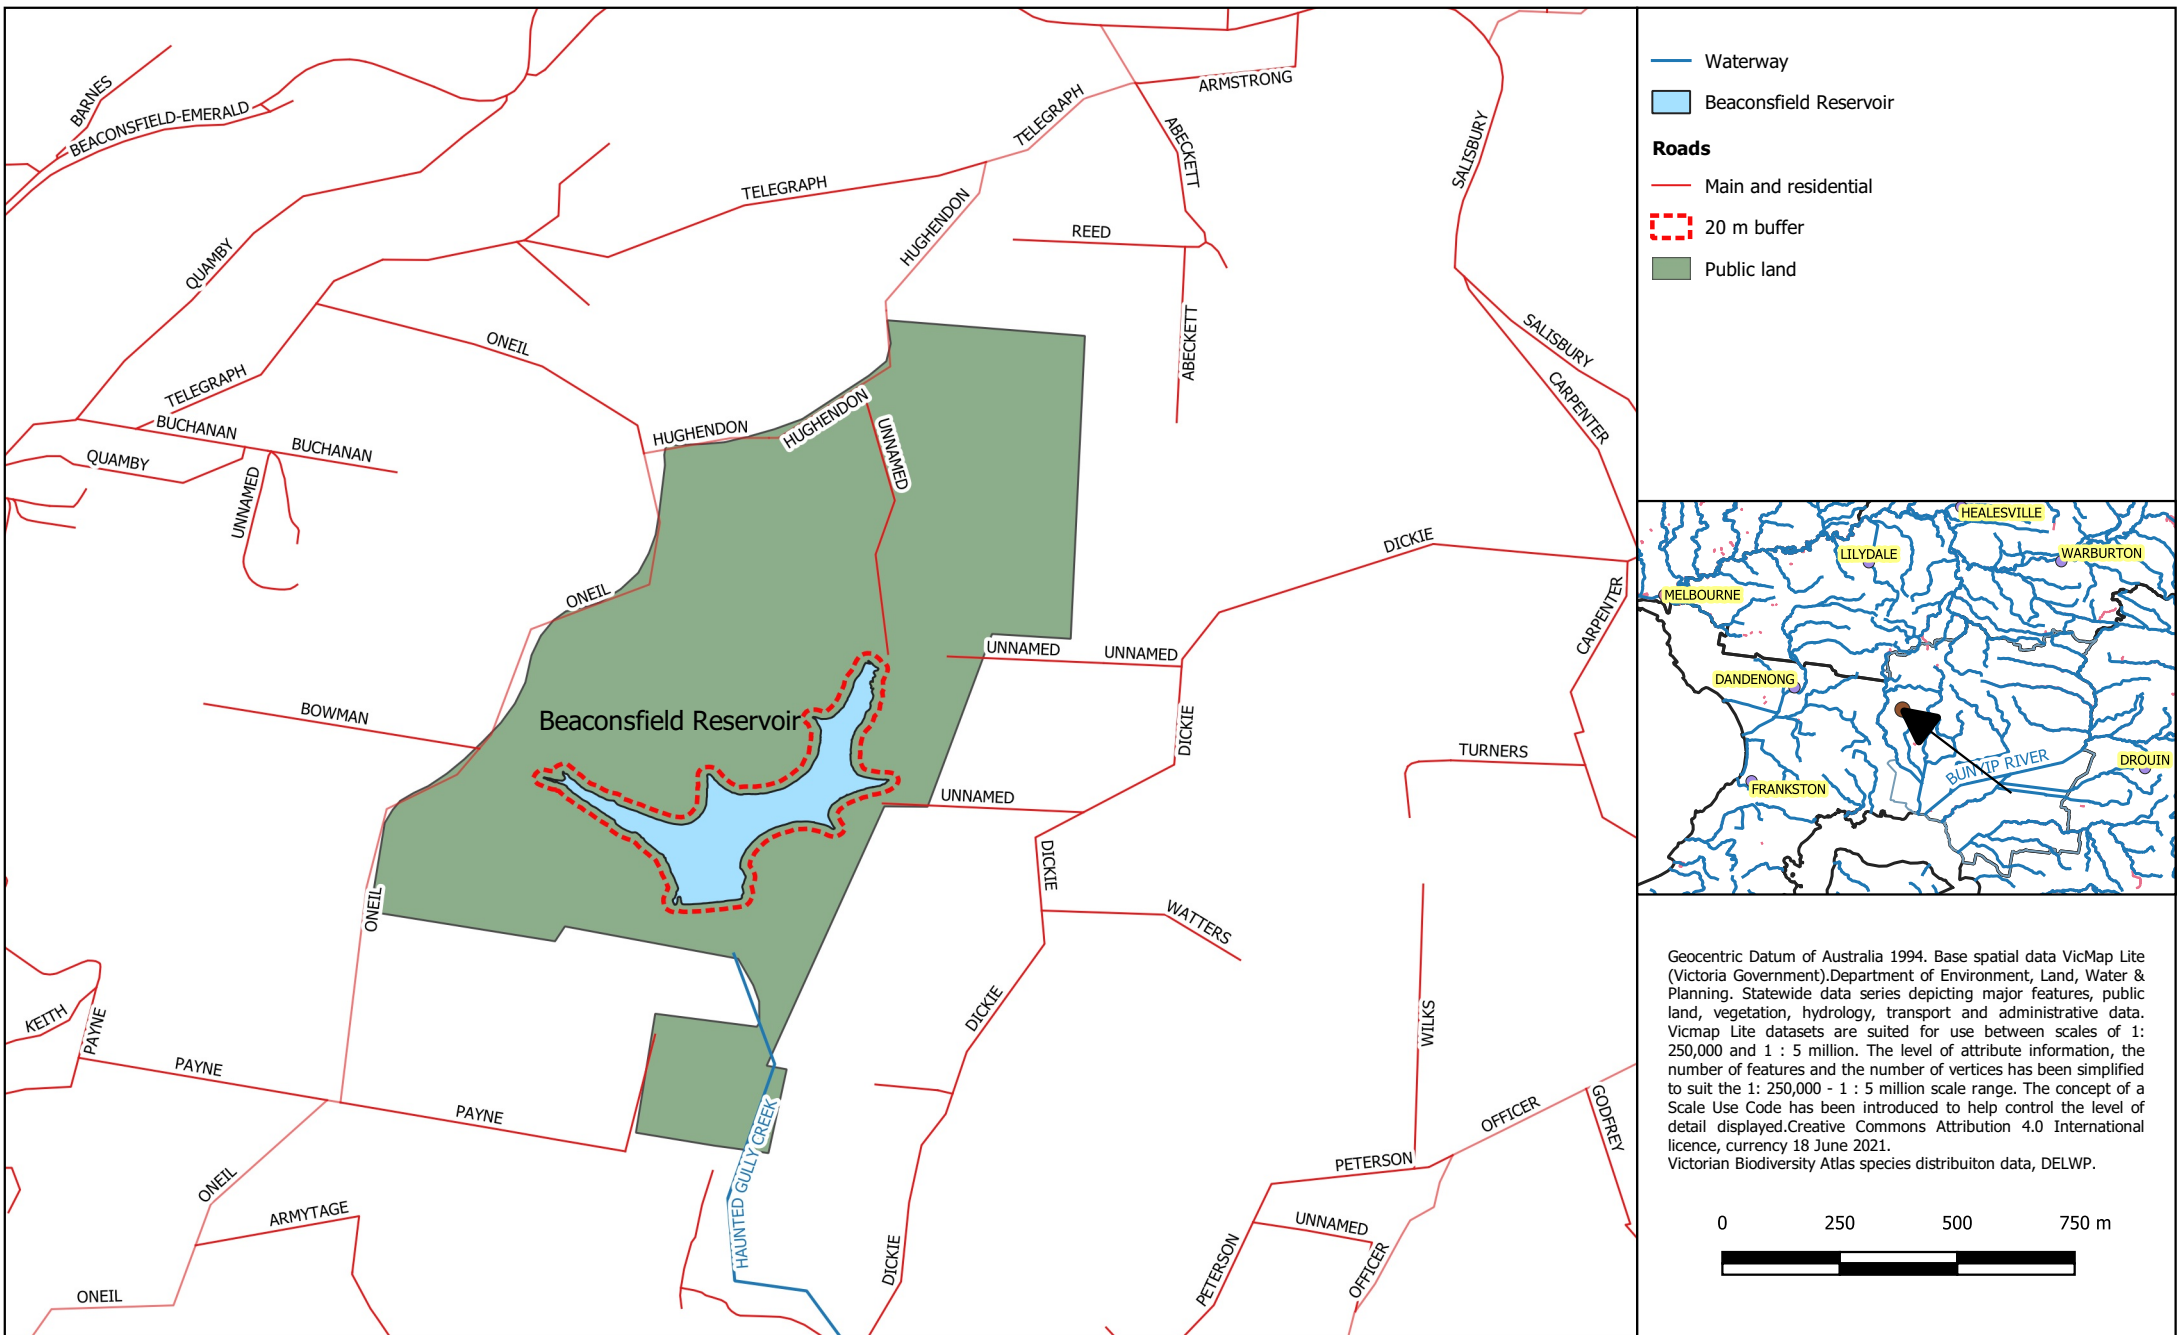 BARNES
BEACONSFIELD-EMERALD
QUAMBY
TELEGRAPH
TELEGRAPH
ARMSTRONG
ABECKETT
SALISBURY
HUGHENDON
REED
ONEIL
ABECKETT
SALISBURY
CARPENTER
TELEGRAPH
BUCHANAN
BUCHANAN
QUAMBY
UNNAMED
HUGHENDON
HUGHENDON
UNNAMED
DICKIE
ONEIL
CARPENTER
UNNAMED
UNNAMED
BOWMAN
Beaconsfield Reservoir
DICKIE
TURNERS
UNNAMED
DICKIE
ONEIL
WATTERS
KEITH
PAYNE
DICKIE
WILKS
PAYNE
PAYNE
HAUNTED GULLY CREEK
OFFICER
GODFREY
PETERSON
ONEIL
ARMYTAGE
UNNAMED
DICKIE
PETERSON
OFFICER
ONEIL
Waterway
Beaconsfield Reservoir
Roads
Main and residential
20 m buffer
Public land
HEALESVILLE
LILYDALE
WARBURTON
MELBOURNE
DANDENONG
BUNYIP RIVER
DROUIN
FRANKSTON
Geocentric Datum of Australia 1994. Base spatial data VicMap Lite
(Victoria Government).Department of Environment, Land, Water &
Planning. Statewide data series depicting major features, public
land, vegetation, hydrology, transport and administrative data.
Vicmap Lite datasets are suited for use between scales of 1:
250,000 and 1 : 5 million. The level of attribute information, the
number of features and the number of vertices has been simplified
to suit the 1: 250,000 - 1 : 5 million scale range. The concept of a
Scale Use Code has been introduced to help control the level of
detail displayed.Creative Commons Attribution 4.0 International
licence, currency 18 June 2021.
Victorian Biodiversity Atlas species distribuiton data, DELWP.
0 250 500 750 m